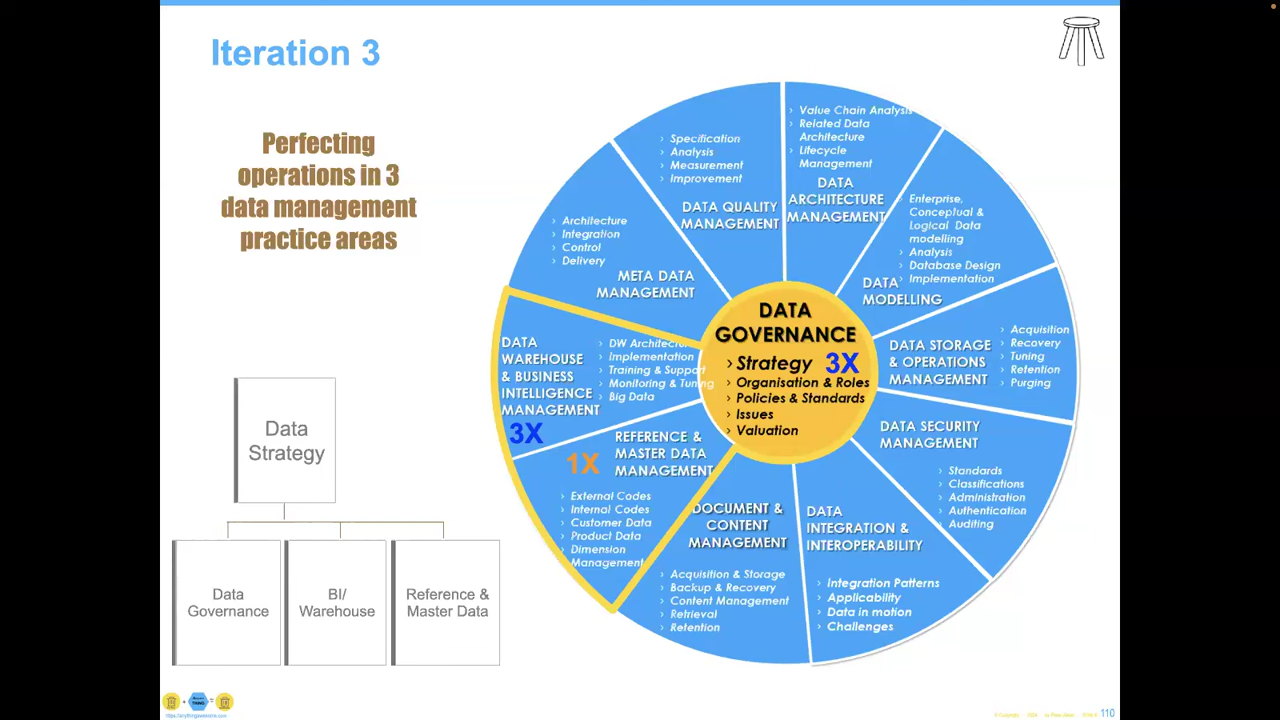 Iteration 3
Perfecting
operations in 3
data management
practice areas
Data
Strategy
Data
Governance
BI/
Warehouse
Reference &
Master Data
› Value Chain Analysis
› Related Data
Architecture
› Lifecycle
Management
DATA
ARCHITECTURE
MANAGEMENT
› Enterprise,
Conceptual &
Logical Data
modelling
› Analysis
› Database Design
› Implementation
DATA
MODELLING
DATA STORAGE
& OPERATIONS
MANAGEMENT
› Acquisition
› Recovery
› Tuning
› Retention
› Purging
DATA SECURITY
MANAGEMENT
› Standards
› Classifications
› Administration
› Authentication
› Auditing
DATA
INTEGRATION &
INTEROPERABILITY
› Integration Patterns
› Applicability
› Data in motion
› Challenges
DOCUMENT &
CONTENT
MANAGEMENT
› Acquisition & Storage
› Backup & Recovery
› Content Management
› Retrieval
› Retention
1X
REFERENCE &
MASTER DATA
MANAGEMENT
› External Codes
› Internal Codes
› Customer Data
› Product Data
› Dimension
Management
DATA
WAREHOUSE
& BUSINESS
INTELLIGENCE
MANAGEMENT
3X
› DW Architectur
› Implementation
› Training & Support
› Monitoring & Tuning
› Big Data
› Architecture
› Integration
› Control
› Delivery
META DATA
MANAGEMENT
› Specification
› Analysis
› Measurement
› Improvement
DATA QUALITY
MANAGEMENT
DATA
GOVERNANCE
› Strategy 3X
› Organisation & Roles
› Policies & Standards
› Issues
› Valuation
https://anythingawesome.com
110